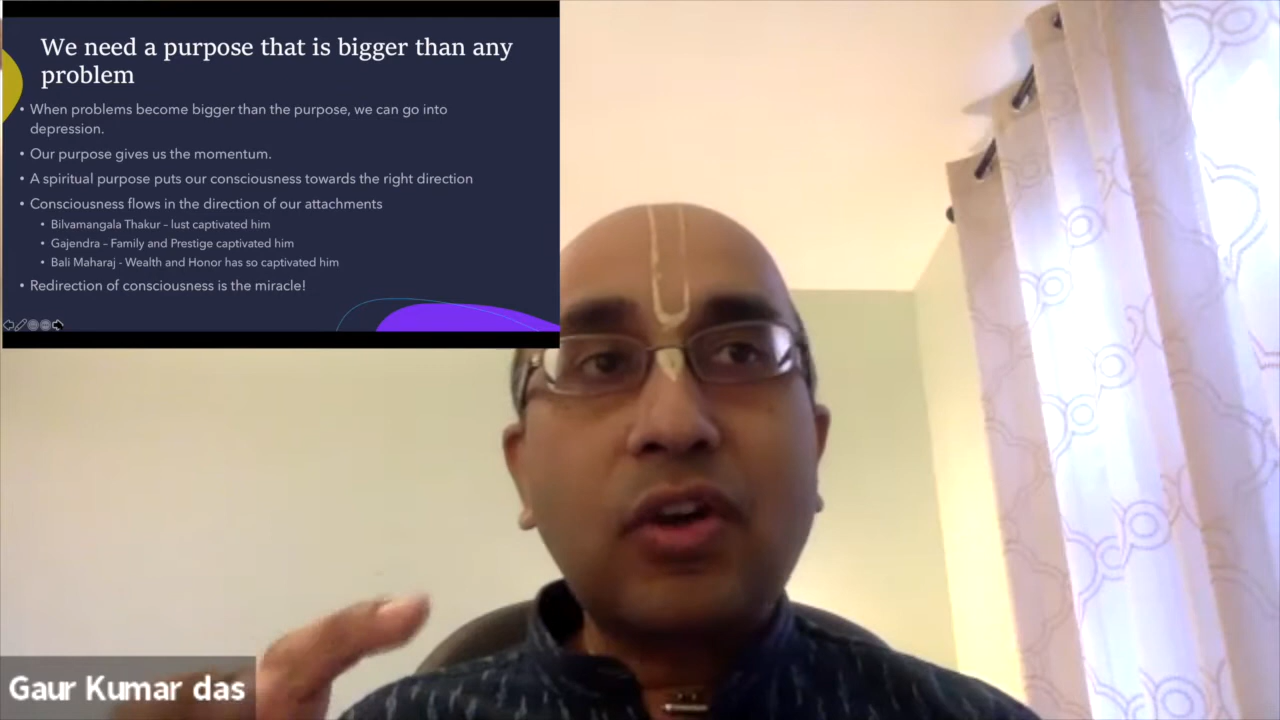 We need a purpose that is bigger than any
problem
• When problems become bigger than the purpose, we can go into
depression.
• Our purpose gives us the momentum.
• A spiritual purpose puts our consciousness towards the right direction
• Consciousness flows in the direction of our attachments
• Bilvamangala Thakur – lust captivated him
• Gajendra – Family and Prestige captivated him
• Bali Maharaj - Wealth and Honor has so captivated him
• Redirection of consciousness is the miracle!
Gaur Kumar das